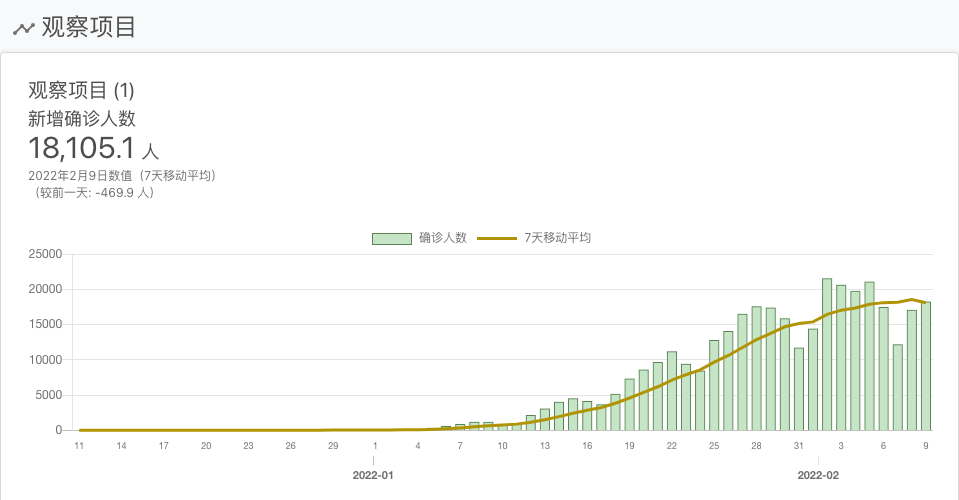 观察项目
观察项目 (1)
新增确诊人数
18,105.1 人
2022年2月9日数值（7天移动平均）
（较前一天: -469.9 人）
确诊人数 7天移动平均
25000
20000
15000
10000
5000
0
11 14 17 20 23 26 29 1 4 7 10 13 16 19 22 25 28 31 3 6 9
2022-01 2022-02